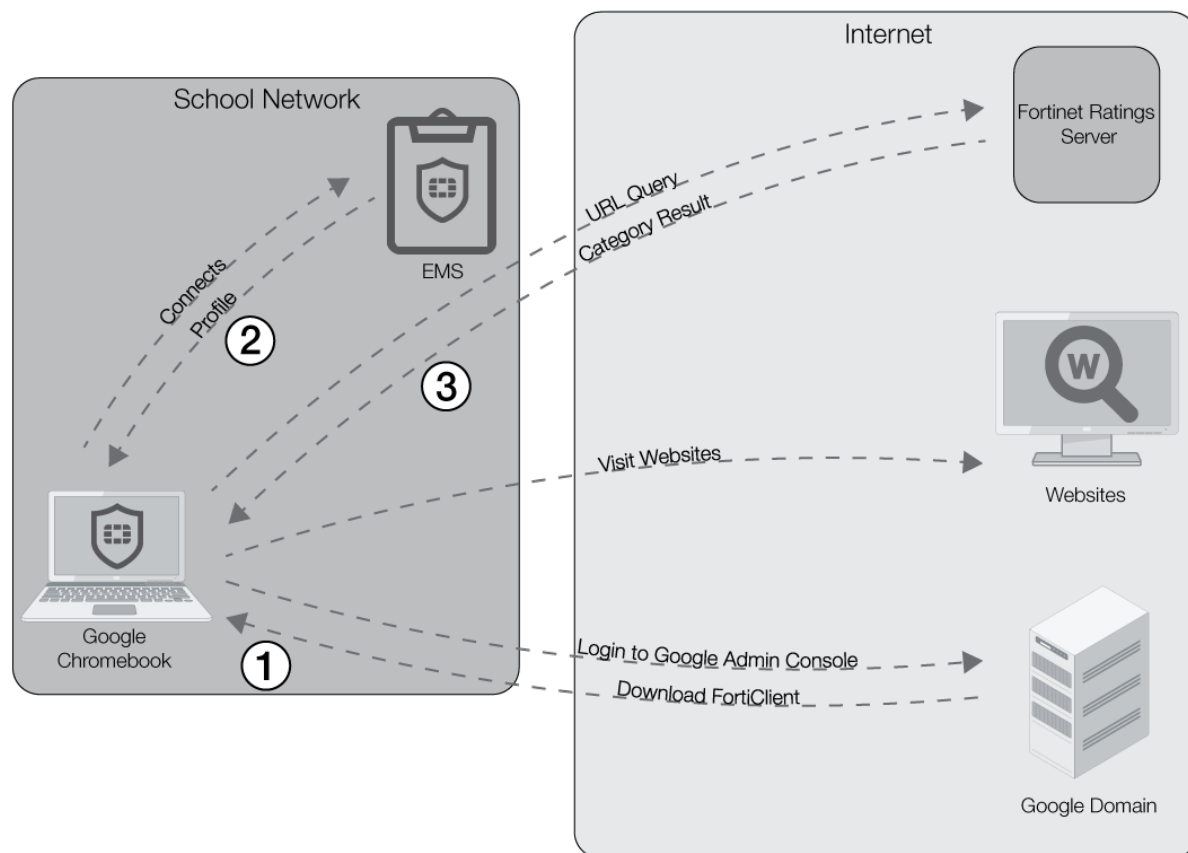 Internet
School Network
Fortinet Ratings
Server
EMS
URL Query
Category Result
Connects
Profile
2
3
W
Visit Websites
Websites
Google
Chromebook
1
Login to Google Admin Console
Download FortiClient
Google Domain